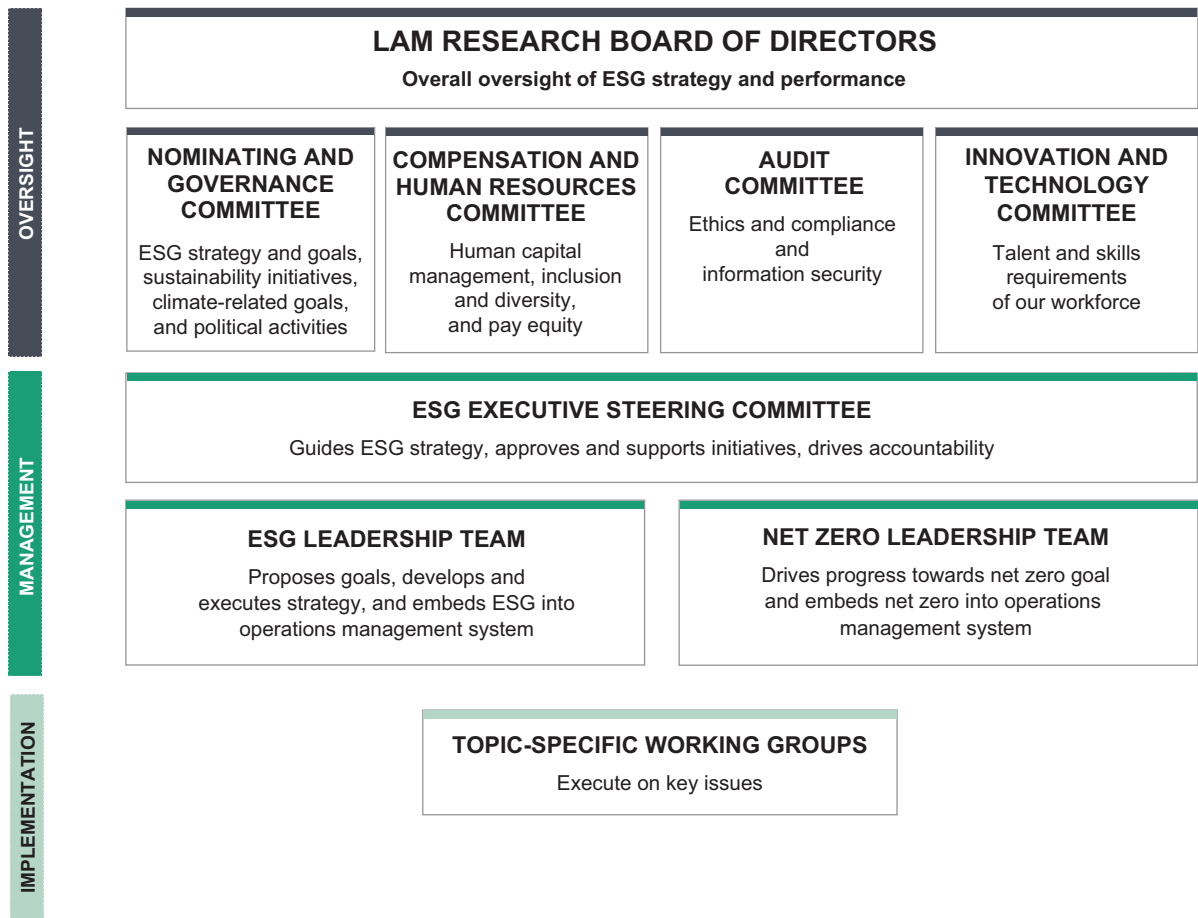 OVERSIGHT
LAM RESEARCH BOARD OF DIRECTORS
Overall oversight of ESG strategy and performance
NOMINATING AND
GOVERNANCE
COMMITTEE
ESG strategy and goals,
sustainability initiatives,
climate-related goals,
and political activities
COMPENSATION AND
HUMAN RESOURCES
COMMITTEE
Human capital
management, inclusion
and diversity,
and pay equity
AUDIT
COMMITTEE
Ethics and compliance
and
information security
INNOVATION AND
TECHNOLOGY
COMMITTEE
Talent and skills
requirements
of our workforce
MANAGEMENT
ESG EXECUTIVE STEERING COMMITTEE
Guides ESG strategy, approves and supports initiatives, drives accountability
ESG LEADERSHIP TEAM
Proposes goals, develops and
executes strategy, and embeds ESG into
operations management system
NET ZERO LEADERSHIP TEAM
Drives progress towards net zero goal
and embeds net zero into operations
management system
IMPLEMENTATION
TOPIC-SPECIFIC WORKING GROUPS
Execute on key issues